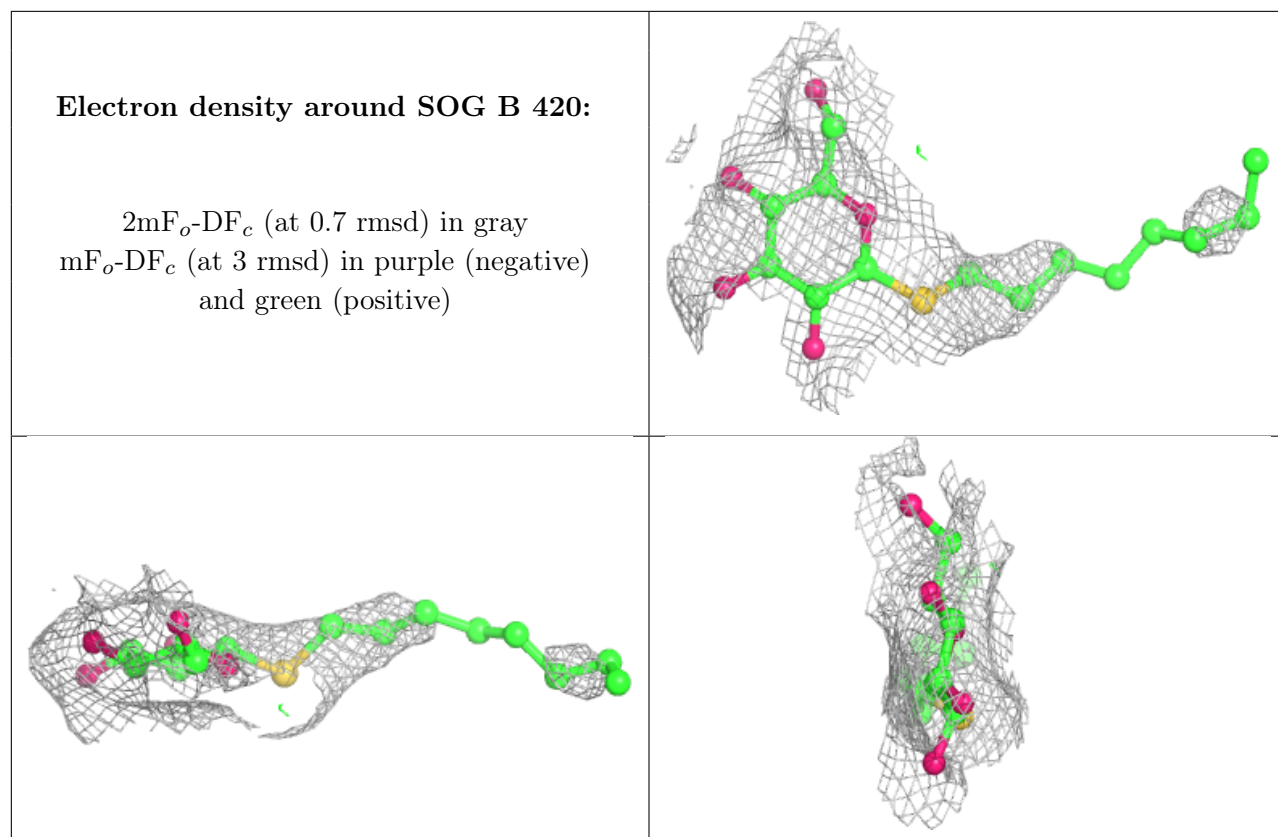 Electron density around SOG B 420:
2mFo-DFc (at 0.7 rmsd) in gray
mFo-DFc (at 3 rmsd) in purple (negative)
and green (positive)